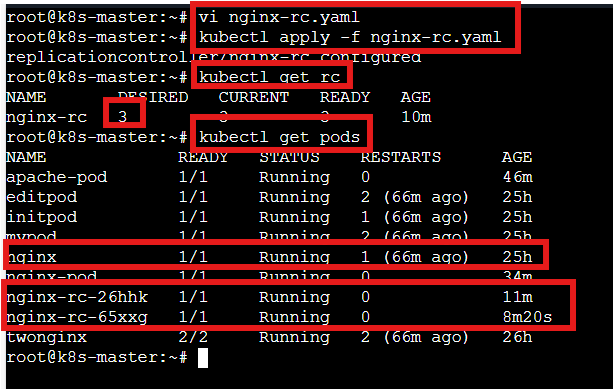 root@k8s-master:~# vi nginx-rc.yaml
root@k8s-master:~# kubectl apply -f nginx-rc.yaml
replicationcontroller/nginx-rc configured
root@k8s-master:~# kubectl get rc
NAME DESIRED CURRENT READY AGE
nginx-rc 3 3 3 10m
root@k8s-master:~# kubectl get pods
NAME READY STATUS RESTARTS AGE
apache-pod 1/1 Running 0 46m
editpod 1/1 Running 2 (66m ago) 25h
initpod 1/1 Running 1 (66m ago) 25h
mypod 1/1 Running 2 (66m ago) 25h
nginx 1/1 Running 1 (66m ago) 25h
nginx-pod 1/1 Running 0 34m
nginx-rc-26hhk 1/1 Running 0 11m
nginx-rc-65xxg 1/1 Running 0 8m20s
twonginx 2/2 Running 2 (66m ago) 26h
root@k8s-master:~#